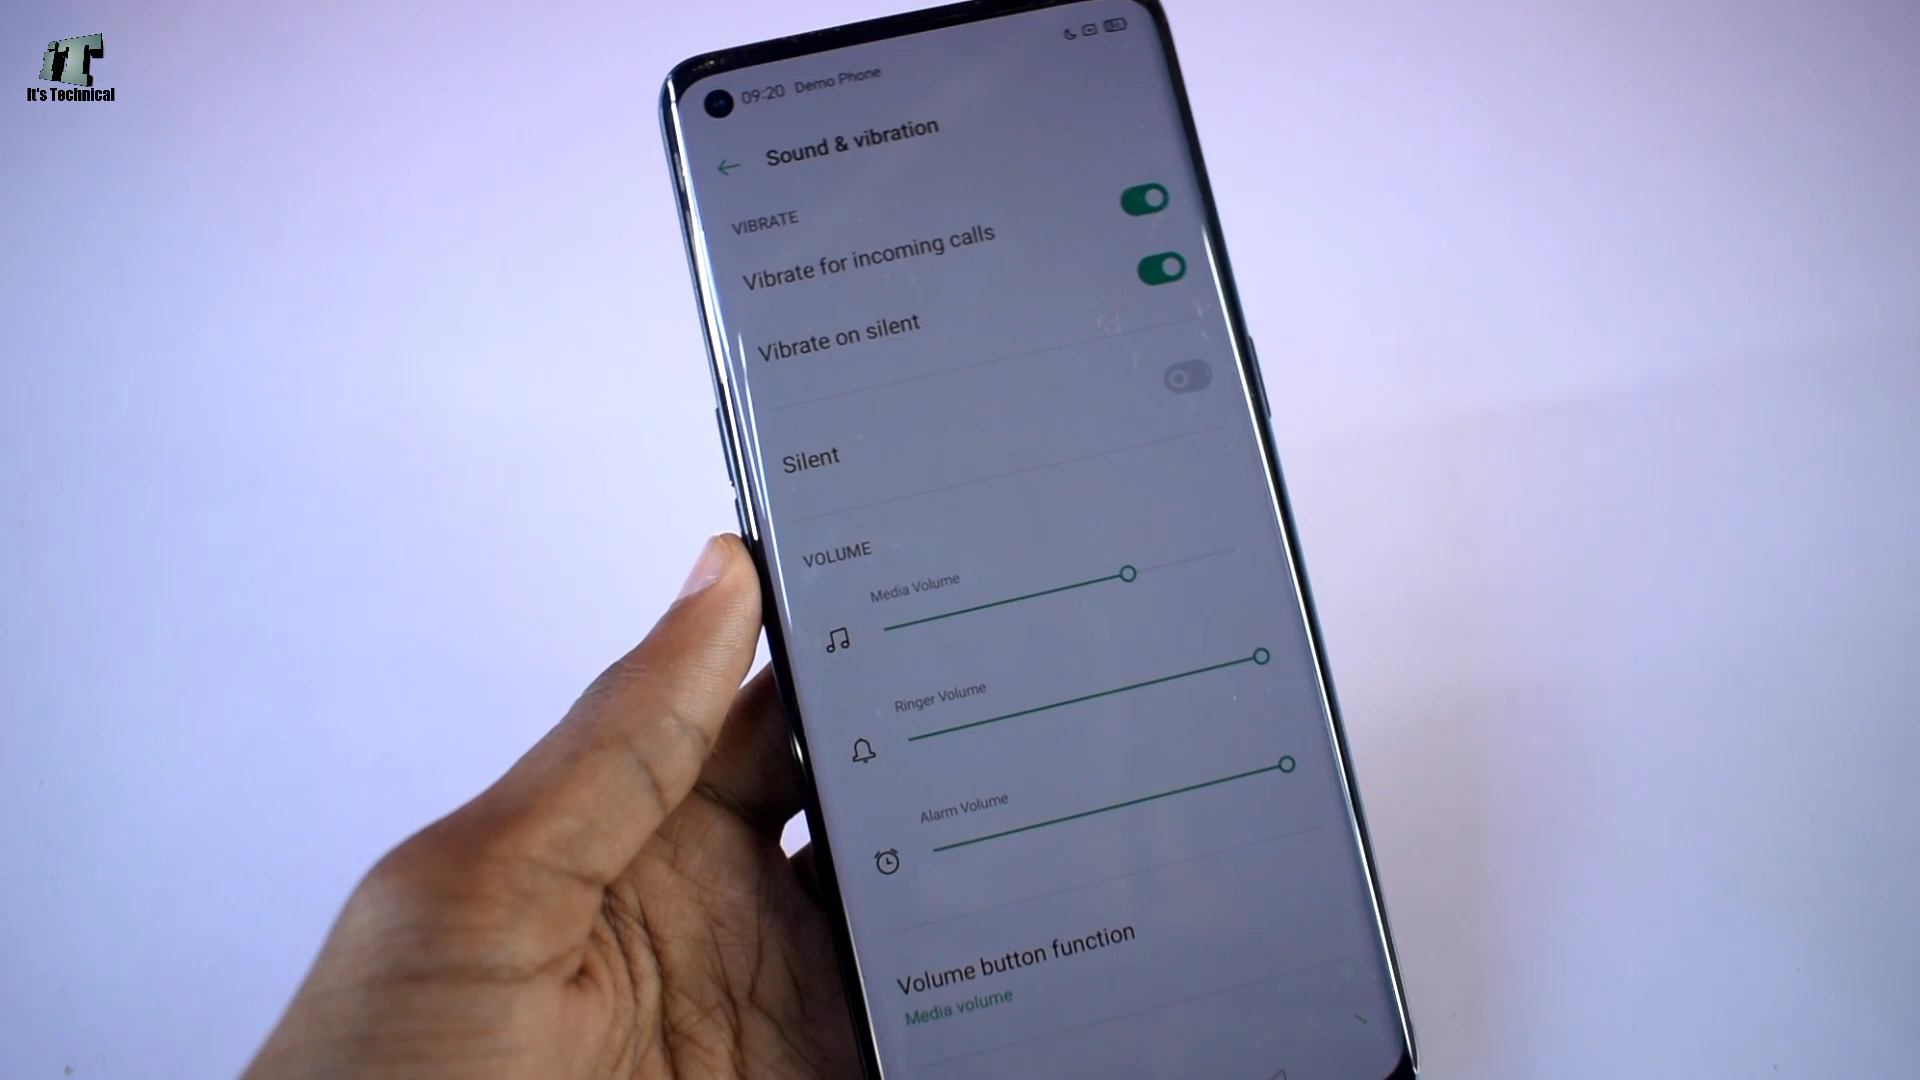 iT
It's Technical
09:20 Demo Phone
Sound & vibration
VIBRATE
Vibrate for incoming calls
Vibrate on silent
Silent
VOLUME
Media Volume
Ringer Volume
Alarm Volume
Volume button function
Media volume